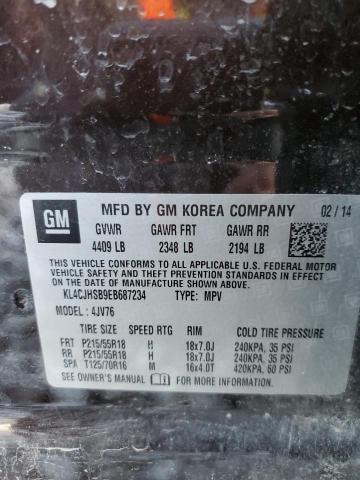 GM
MFD BY GM KOREA COMPANY 02 / 14
GVWR GAWR FRT GAWR RR
4409 LB 2348 LB 2194 LB
THIS VEHICLE CONFORMS TO ALL APPLICABLE U.S. FEDERAL MOTOR
VEHICLE SAFETY, BUMPER, AND THEFT PREVENTION STANDARDS IN
EFFECT ON THE DATE OF MANUFACTURE SHOWN ABOVE.
KL4CJHSB9EB687234 TYPE: MPV
MODEL : 4JV76
TIRE SIZE SPEED RTG RIM COLD TIRE PRESSURE
FRT P215/55R18 H 18x7.0J 240KPA, 35 PSI
RR P215/55R18 H 18x7.0J 240KPA, 35 PSI
SPA T125/70R16 M 16x4.0T 420KPA, 60 PSI
SEE OWNER'S MANUAL FOR MORE INFORMATION